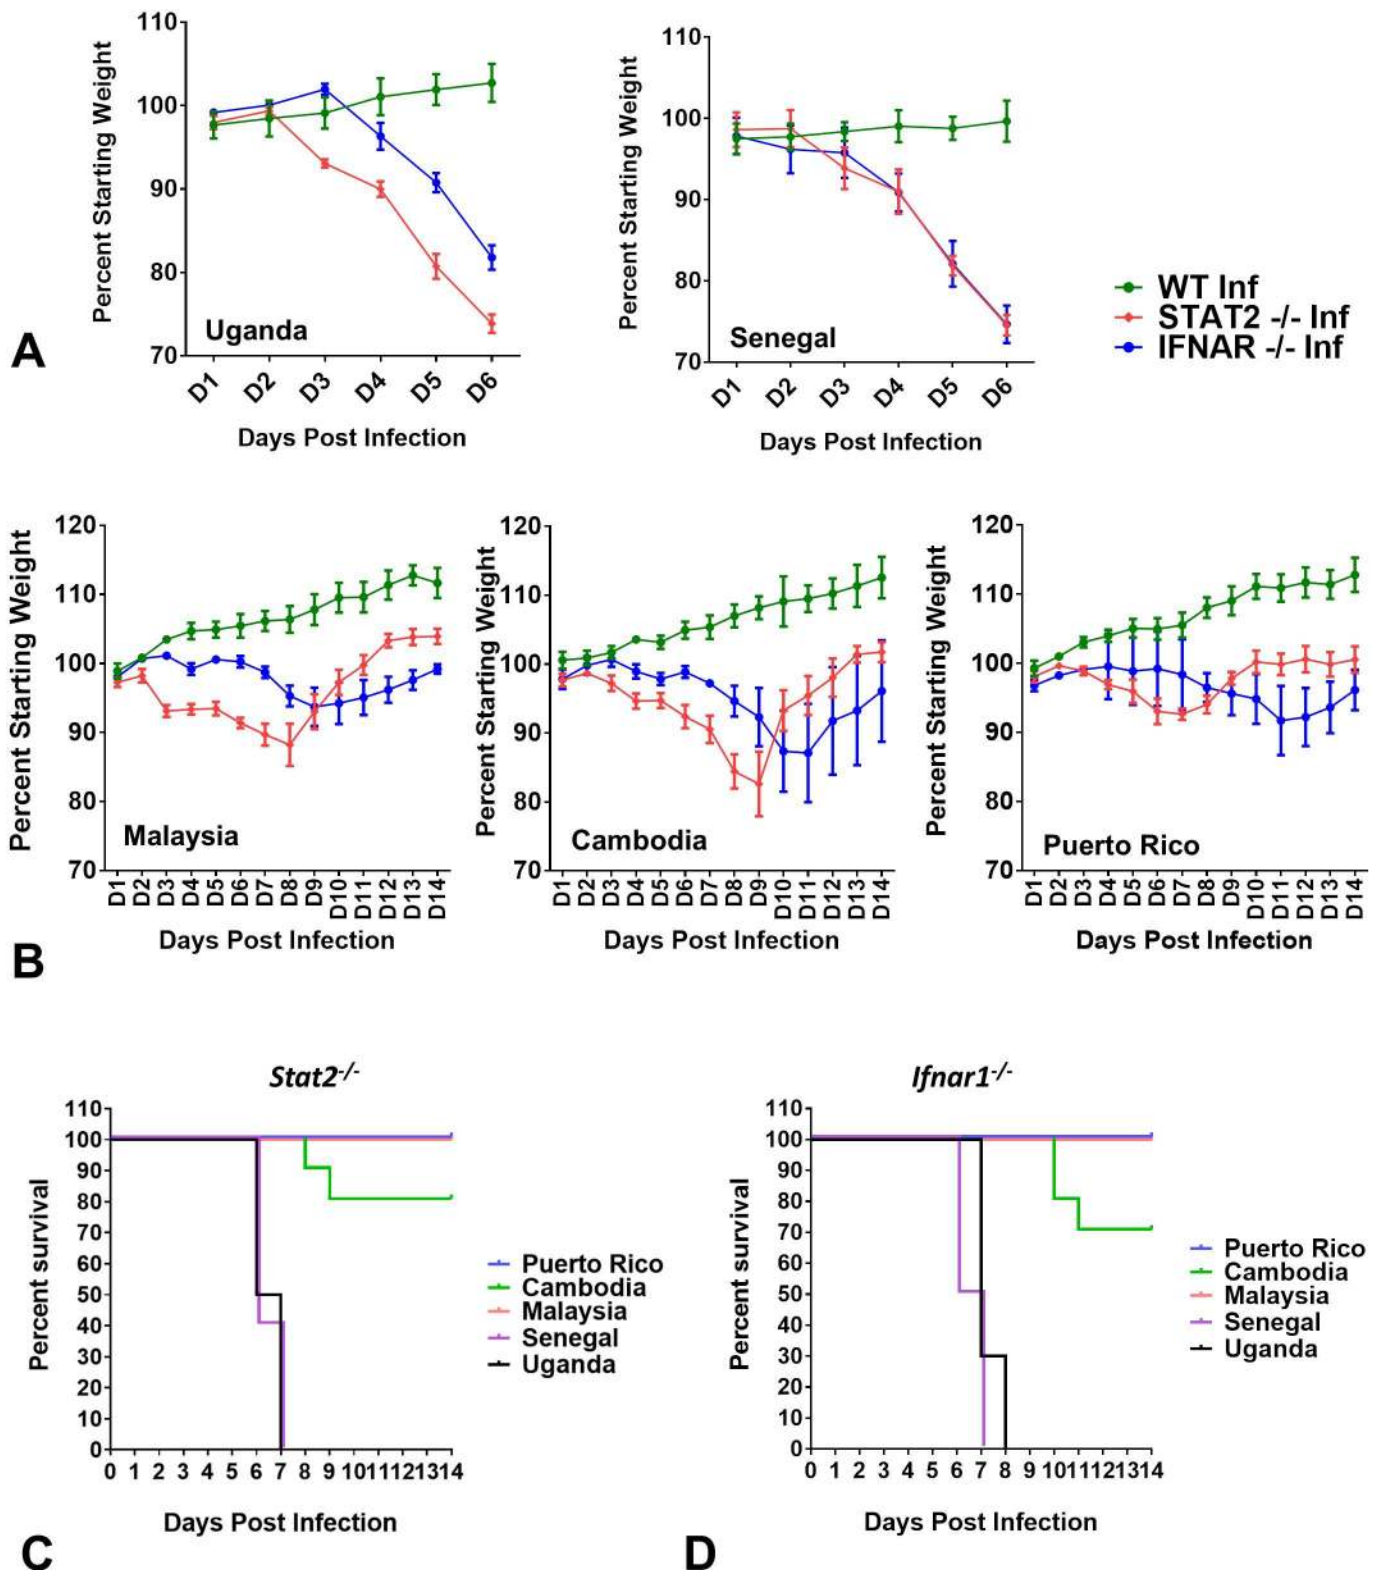 110
100
90
80
70
Percent Starting Weight
Uganda
D1 D2 D3 D4 D5 D6
Days Post Infection
110
100
90
80
70
Percent Starting Weight
Senegal
D1 D2 D3 D4 D5 D6
Days Post Infection
WT Inf
STAT2 -/- Inf
IFNAR -/- Inf
A
120
110
100
90
80
70
Percent Starting Weight
Malaysia
D1 D2 D3 D4 D5 D6 D7 D8 D9 D10 D11 D12 D13 D14
Days Post Infection
120
110
100
90
80
70
Percent Starting Weight
Cambodia
D1 D2 D3 D4 D5 D6 D7 D8 D9 D10 D11 D12 D13 D14
Days Post Infection
120
110
100
90
80
70
Percent Starting Weight
Puerto Rico
D1 D2 D3 D4 D5 D6 D7 D8 D9 D10 D11 D12 D13 D14
Days Post Infection
B
Stat2-/-
110
100
90
80
70
60
50
40
30
20
10
0
Percent survival
0 1 2 3 4 5 6 7 8 9 10 11 12 13 14
Days Post Infection
Puerto Rico
Cambodia
Malaysia
Senegal
Uganda
C
Ifnar1-/-
110
100
90
80
70
60
50
40
30
20
10
0
Percent survival
0 1 2 3 4 5 6 7 8 9 10 11 12 13 14
Days Post Infection
Puerto Rico
Cambodia
Malaysia
Senegal
Uganda
D